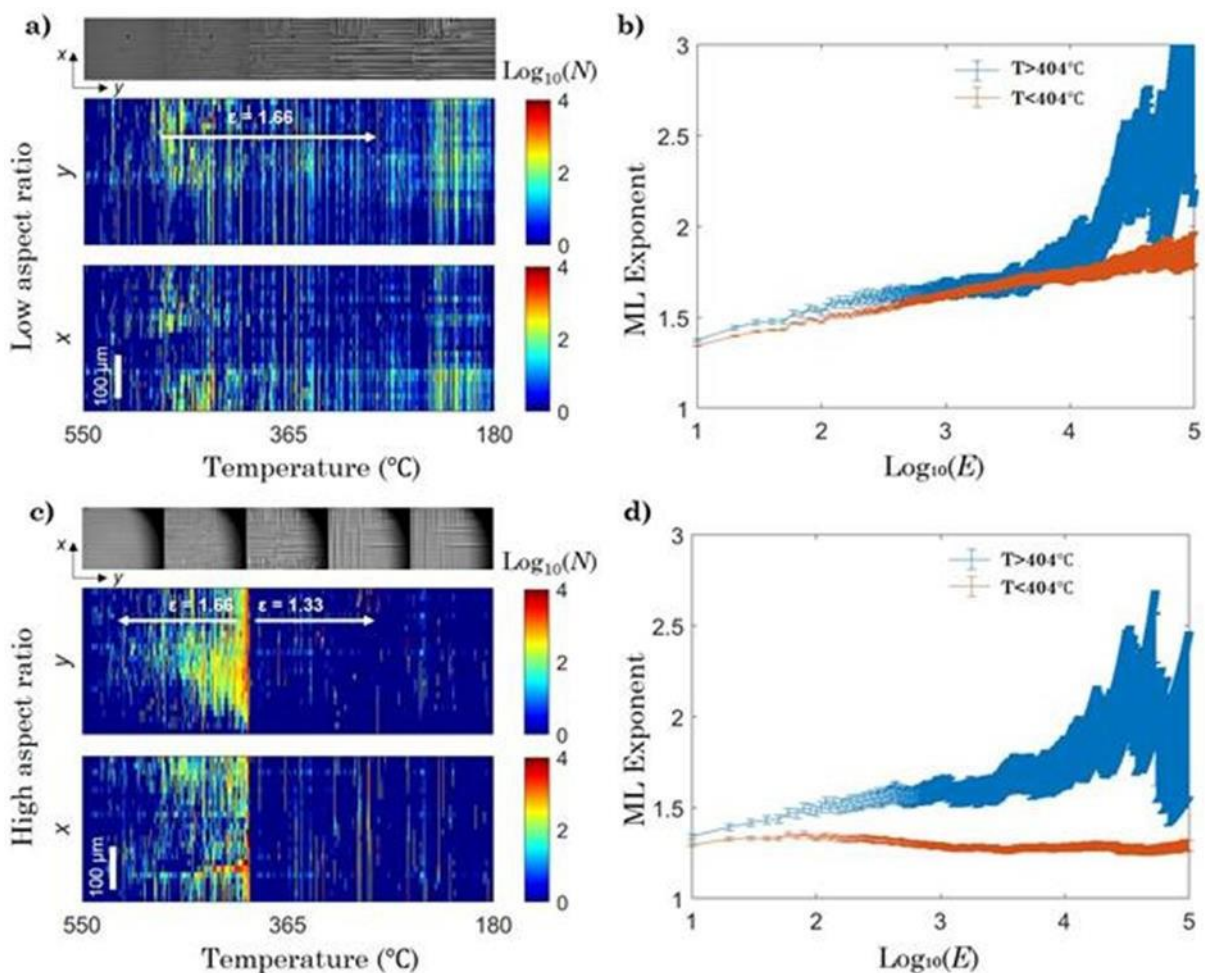 a)
x
y
Log₁₀(N)
Low aspect ratio
y
ε = 1.66
4
2
0
x
100 μm
4
2
0
550
365
180
Temperature (°C)
b)
3
2.5
2
1.5
1
ML Exponent
T>404°C
T<404°C
1
2
3
4
5
Log₁₀(E)
c)
x
y
Log₁₀(N)
High aspect ratio
y
ε = 1.66
ε = 1.33
4
2
0
x
100 μm
4
2
0
550
365
180
Temperature (°C)
d)
3
2.5
2
1.5
1
ML Exponent
T>404°C
T<404°C
1
2
3
4
5
Log₁₀(E)